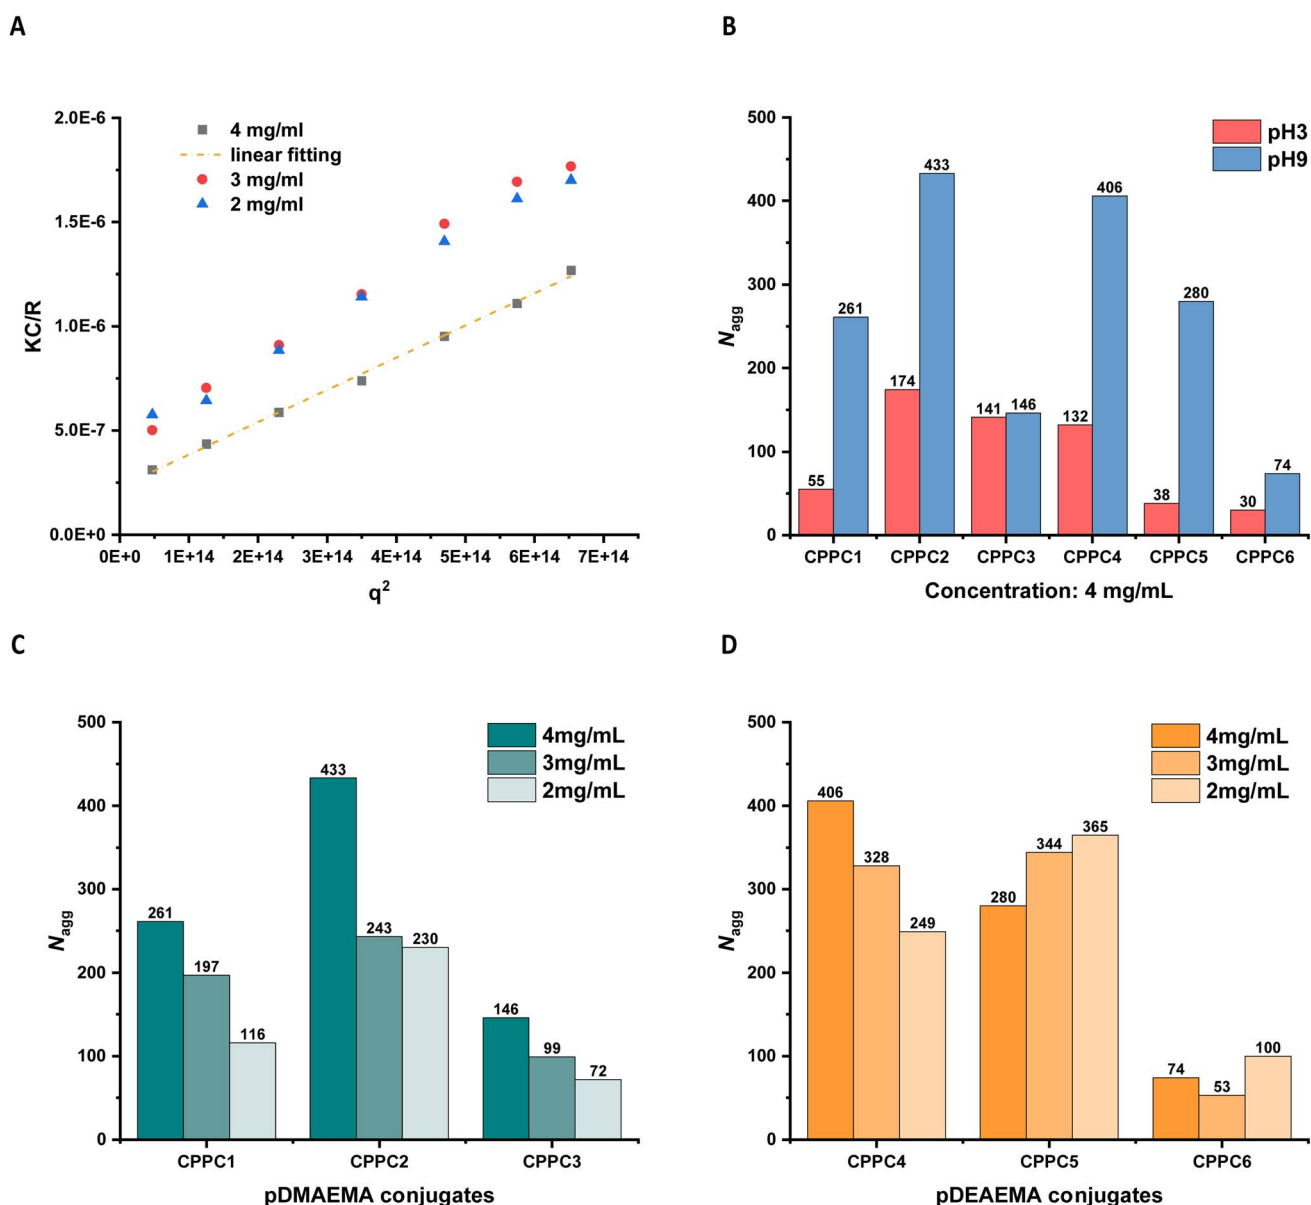 A
2.0E-6
1.5E-6
1.0E-6
5.0E-7
0.0E+0
KC/R
4 mg/ml
linear fitting
3 mg/ml
2 mg/ml
0E+0 1E+14 2E+14 3E+14 4E+14 5E+14 6E+14 7E+14
q²
B
500
400
300
200
100
0
Nagg
pH3
pH9
55 261 174 433 141 146 132 406 38 280 30 74
CPPC1 CPPC2 CPPC3 CPPC4 CPPC5 CPPC6
Concentration: 4 mg/mL
C
500
400
300
200
100
0
Nagg
4mg/mL
3mg/mL
2mg/mL
261 197 116 433 243 230 146 99 72
CPPC1 CPPC2 CPPC3
pDMAEMA conjugates
D
500
400
300
200
100
0
Nagg
4mg/mL
3mg/mL
2mg/mL
406 328 249 280 344 365 74 53 100
CPPC4 CPPC5 CPPC6
pDEAEMA conjugates